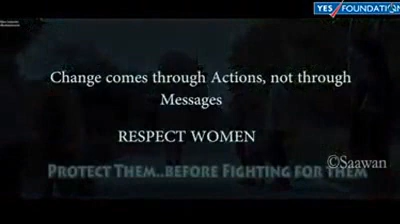 YES FOUNDATION
Change comes through Actions, not through
Messages
RESPECT WOMEN
©Saawan
PROTECT THEM..BEFORE FIGHTING FOR THEM